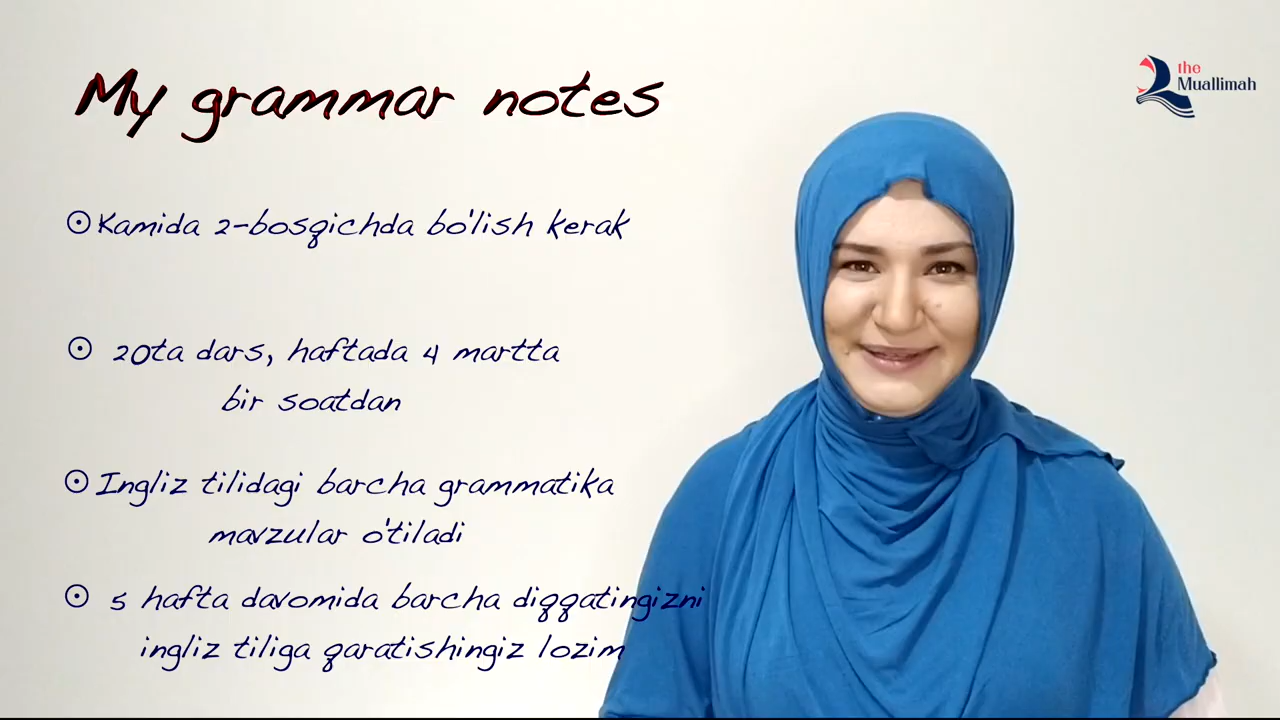 My grammar notes
the
Muallimah
Kamida 2-bosqichda bo'lish kerak
20ta dars, haftada 4 martta
bir soatdan
Ingliz tilidagi barcha grammatika
mavzular o'tiladi
5 hafta davomida barcha diqqatingizni
ingliz tiliga qaratishingiz lozim